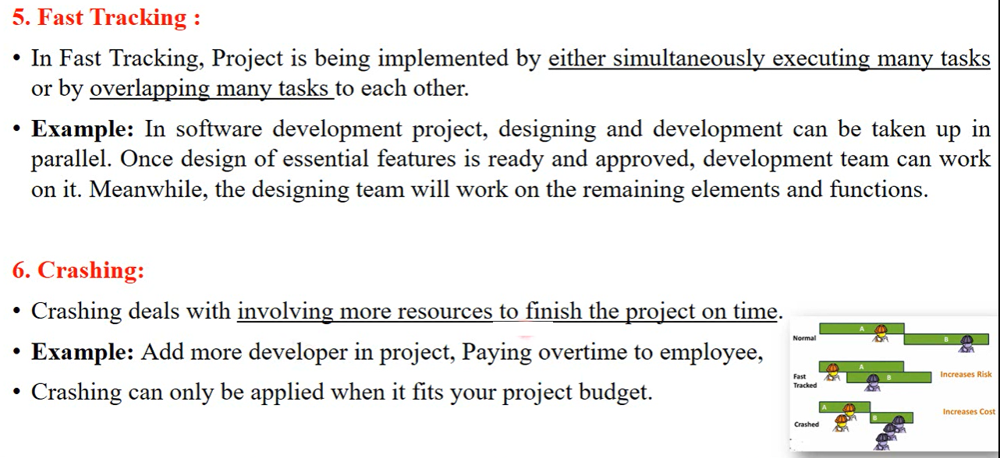 5. Fast Tracking :
• In Fast Tracking, Project is being implemented by either simultaneously executing many tasks
or by overlapping many tasks to each other.
• Example: In software development project, designing and development can be taken up in
parallel. Once design of essential features is ready and approved, development team can work
on it. Meanwhile, the designing team will work on the remaining elements and functions.
6. Crashing:
• Crashing deals with involving more resources to finish the project on time.
• Example: Add more developer in project, Paying overtime to employee,
• Crashing can only be applied when it fits your project budget.
Normal
A
B
Fast
Tracked
A
B
Increases Risk
Crashed
A
B
Increases Cost